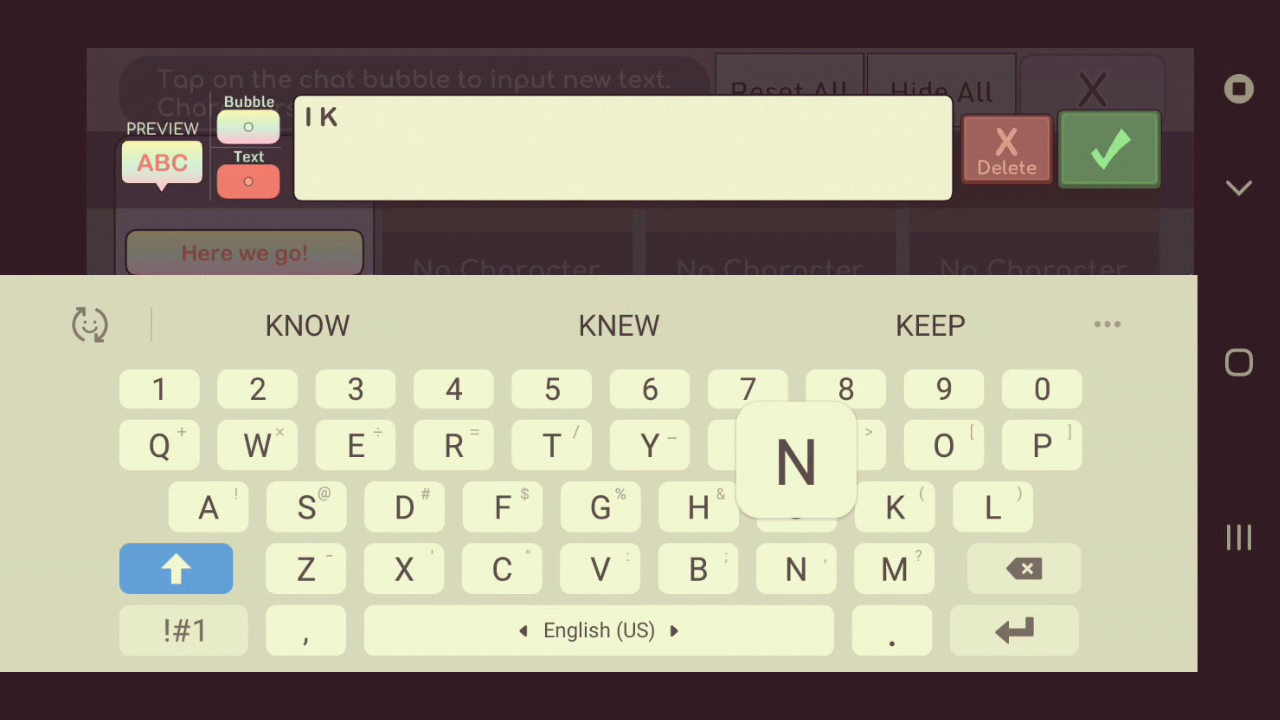 Tap on the chat bubble to input new text.
Reset All
Hide All
X
Bubble
PREVIEW
ABC
Text
I K
X
Delete
Here we go!
No Character
No Character
No Character
KNOW KNEW KEEP
1 2 3 4 5 6 7 8 9 0
Q + W × E ÷ R = T / Y _ > O [ P ]
N
A ! S @ D # F $ G % H & K ( L )
Z - X ' C " V : B ; N , M ?
!#1 , English (US) .